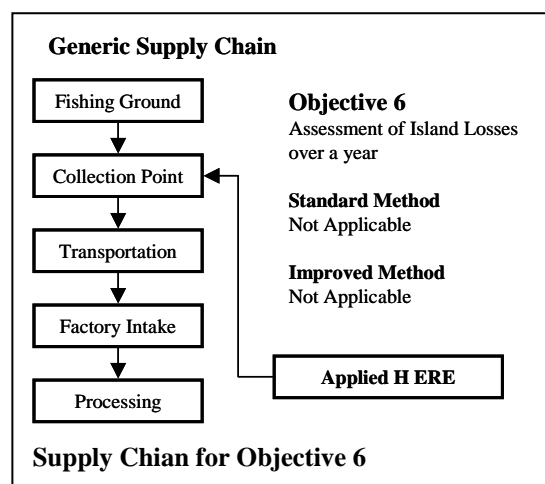 Generic Supply Chain
Fishing Ground
Collection Point
Transportation
Factory Intake
Processing
Objective 6
Assessment of Island Losses
over a year
Standard Method
Not Applicable
Improved Method
Not Applicable
Applied H ERE
Supply Chian for Objective 6